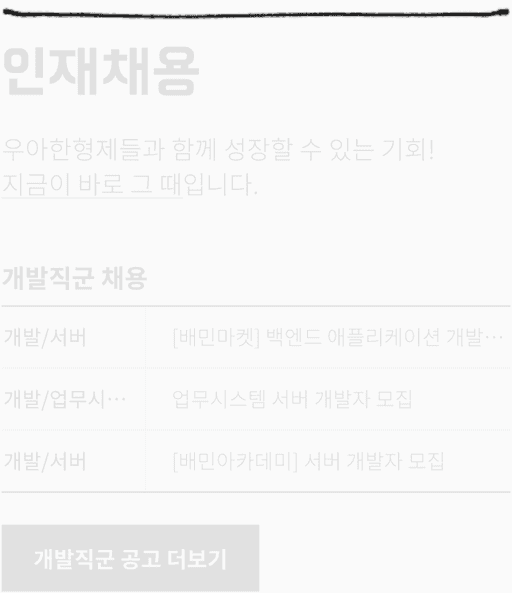 인재채용
우아한형제들과 함께 성장할 수 있는 기회!
지금이 바로 그 때입니다.
개발직군 채용
개발/서버 [배민마켓] 백엔드 애플리케이션 개발…
개발/업무시… 업무시스템 서버 개발자 모집
개발/서버 [배민아카데미] 서버 개발자 모집
개발직군 공고 더보기